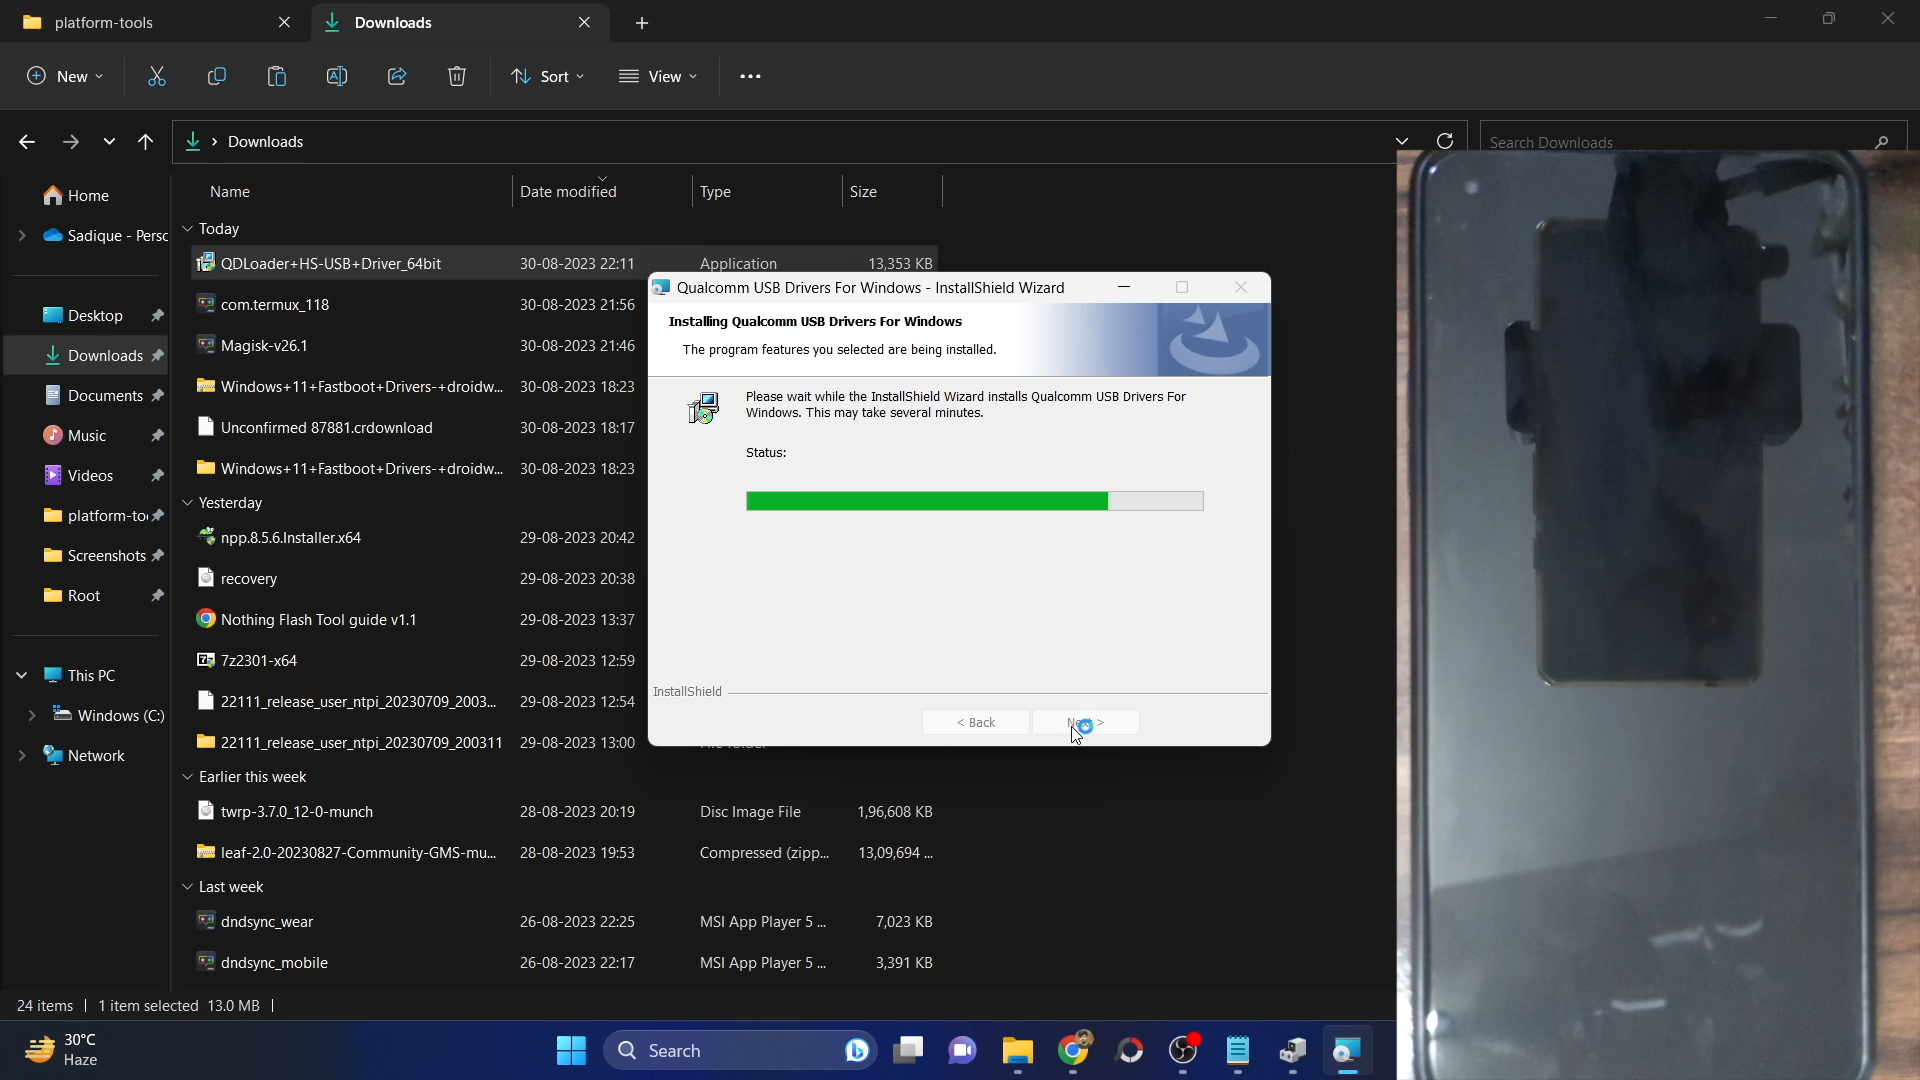 platform-tools
Downloads
New
Sort
View
Downloads
Search Downloads
Home
Sadique - Persc
Desktop
Downloads
Documents
Music
Videos
platform-to
Screenshots
Root
This PC
Windows (C:)
Network
Name
Date modified
Type
Size
Today
QDLoader+HS-USB+Driver_64bit 30-08-2023 22:11 Application 13,353 KB
com.termux_118 30-08-2023 21:56
Magisk-v26.1 30-08-2023 21:46
Windows+11+Fastboot+Drivers-+droidw... 30-08-2023 18:23
Unconfirmed 87881.crdownload 30-08-2023 18:17
Windows+11+Fastboot+Drivers-+droidw... 30-08-2023 18:23
Yesterday
npp.8.5.6.Installer.x64 29-08-2023 20:42
recovery 29-08-2023 20:38
Nothing Flash Tool guide v1.1 29-08-2023 13:37
7z2301-x64 29-08-2023 12:59
22111_release_user_ntpi_20230709_2003... 29-08-2023 12:54
22111_release_user_ntpi_20230709_200311 29-08-2023 13:00
Earlier this week
twrp-3.7.0_12-0-munch 28-08-2023 20:19 Disc Image File 1,96,608 KB
leaf-2.0-20230827-Community-GMS-mu... 28-08-2023 19:53 Compressed (zipp... 13,09,694 ...
Last week
dndsync_wear 26-08-2023 22:25 MSI App Player 5 ... 7,023 KB
dndsync_mobile 26-08-2023 22:17 MSI App Player 5 ... 3,391 KB
Qualcomm USB Drivers For Windows - InstallShield Wizard
Installing Qualcomm USB Drivers For Windows
The program features you selected are being installed.
Please wait while the InstallShield Wizard installs Qualcomm USB Drivers For
Windows. This may take several minutes.
Status:
InstallShield
< Back
24 items
1 item selected 13.0 MB
30°C
Haze
Search